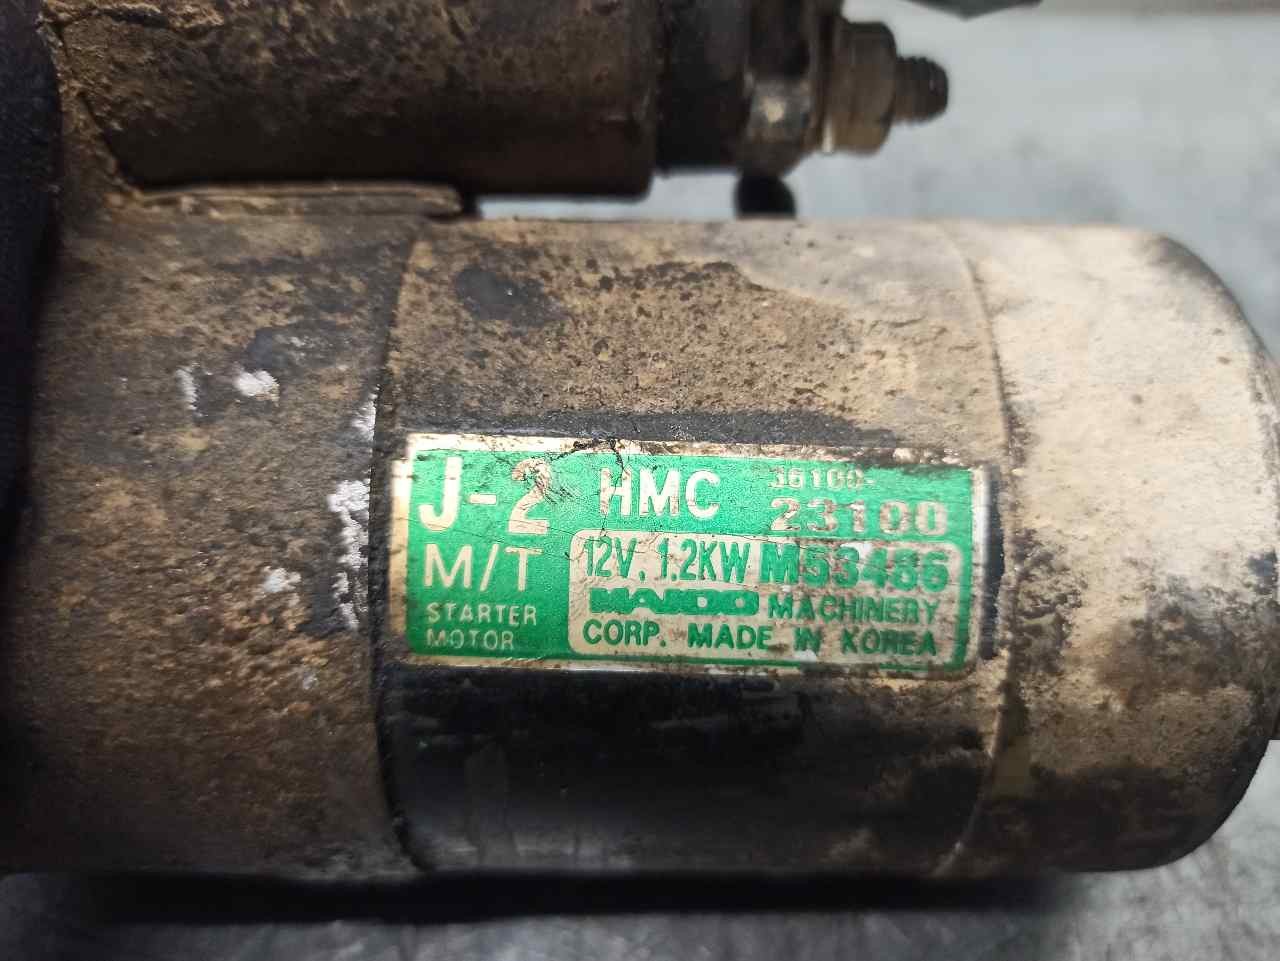 J-2 HMC 36100-
23100
M/T
STARTER
MOTOR
12V, 1.2KW M53486
MANDO MACHINERY
CORP. MADE IN KOREA